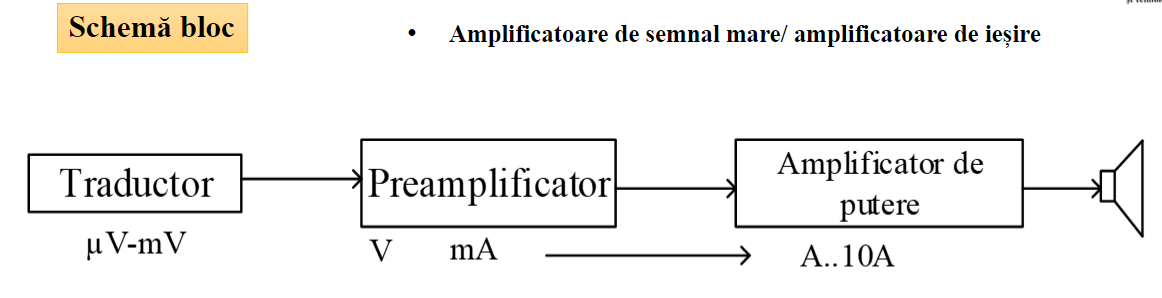 Schemă bloc
• Amplificatoare de semnal mare/ amplificatoare de ieșire
Traductor
Preamplificator
Amplificator de
putere
µV-mV
V mA
A..10A